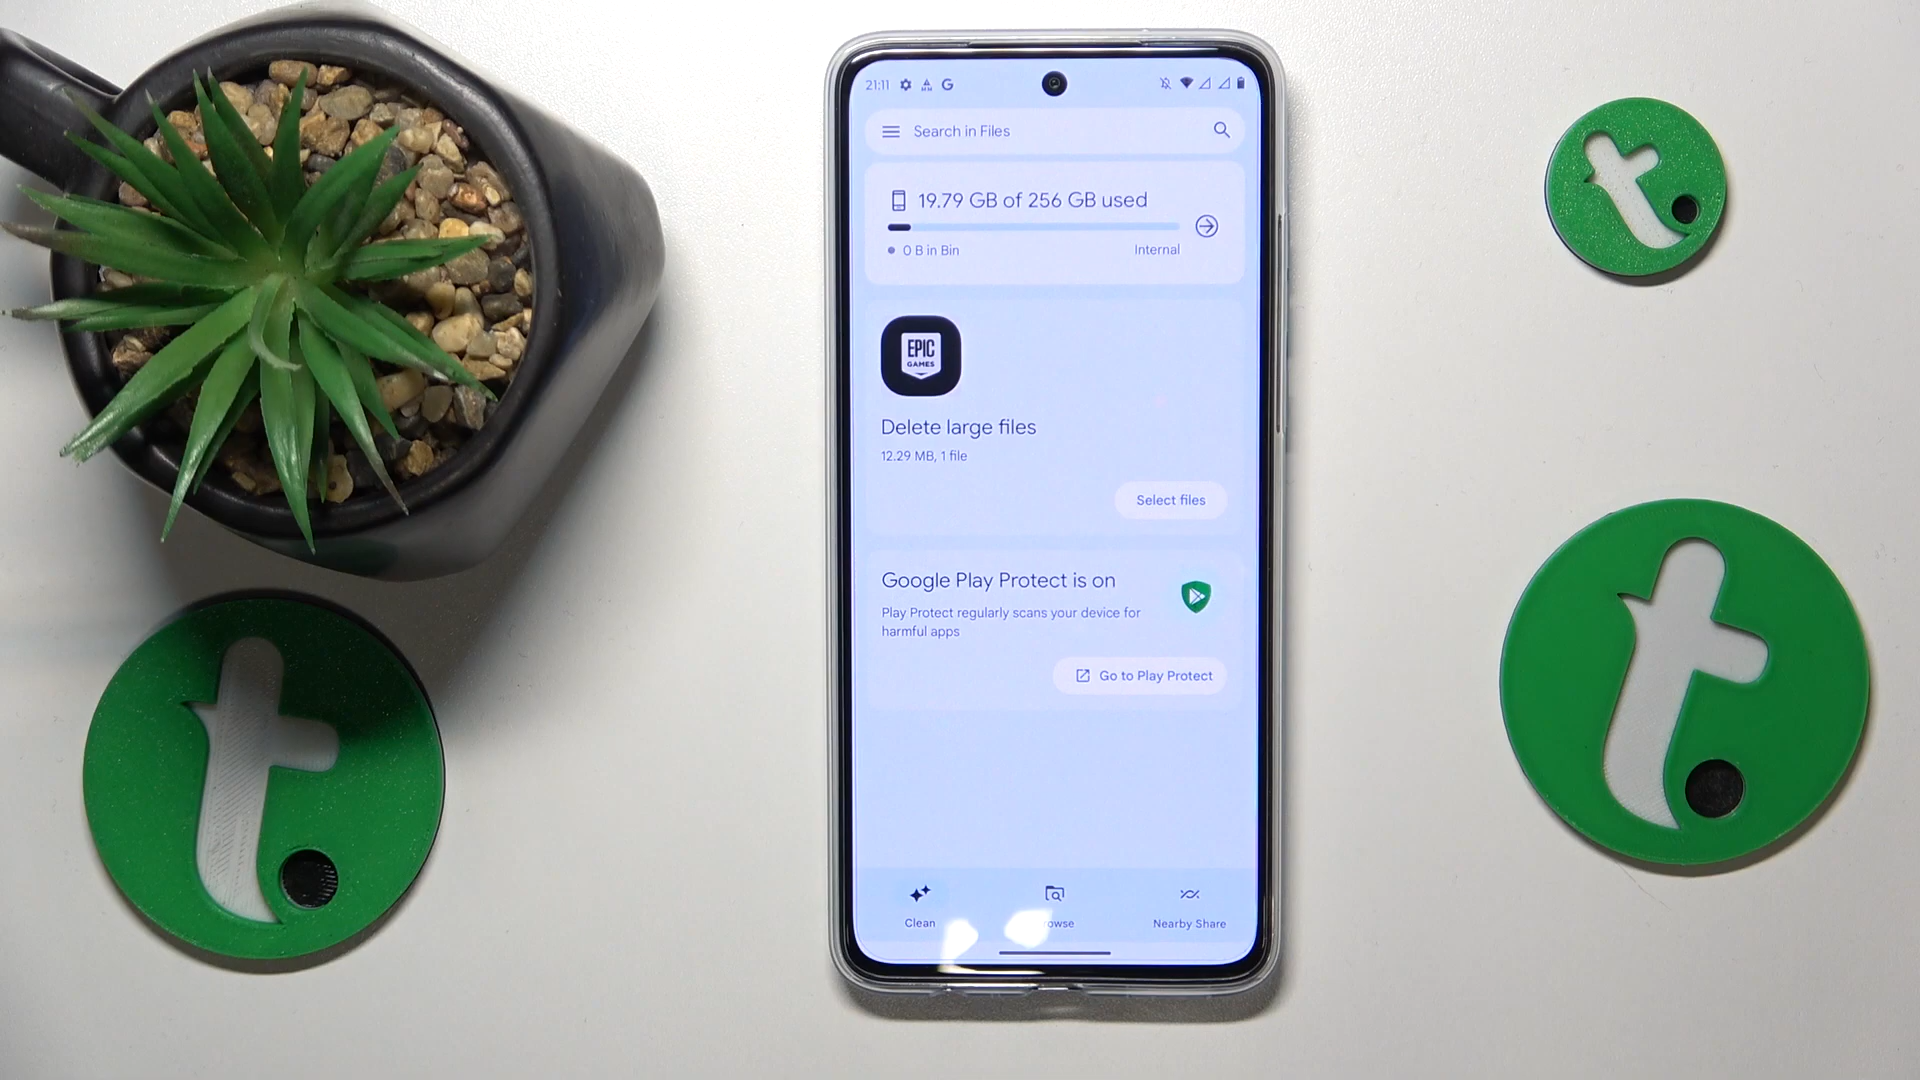 21:11
Search in Files
19.79 GB of 256 GB used
0 B in Bin
Internal
EPIC
GAMES
Delete large files
12.29 MB, 1 file
Select files
Google Play Protect is on
Play Protect regularly scans your device for
harmful apps
Go to Play Protect
Clean
Nearby Share